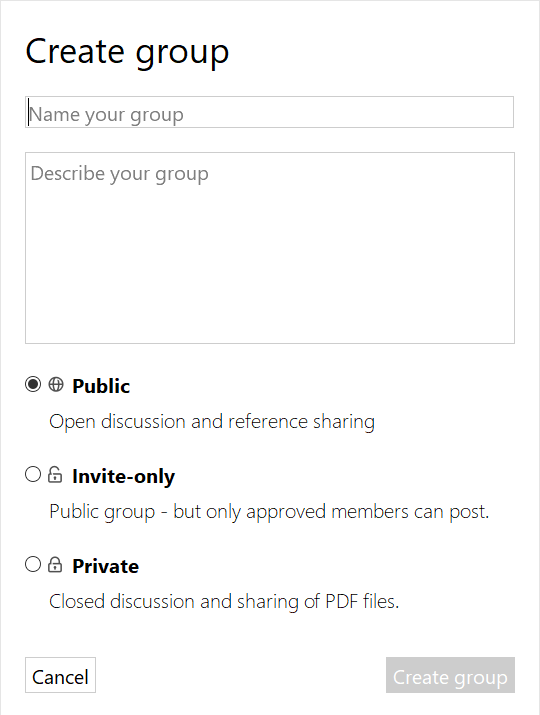 Create group
Name your group
Describe your group
Public
Open discussion and reference sharing
Invite-only
Public group - but only approved members can post.
Private
Closed discussion and sharing of PDF files.
Cancel
Create group